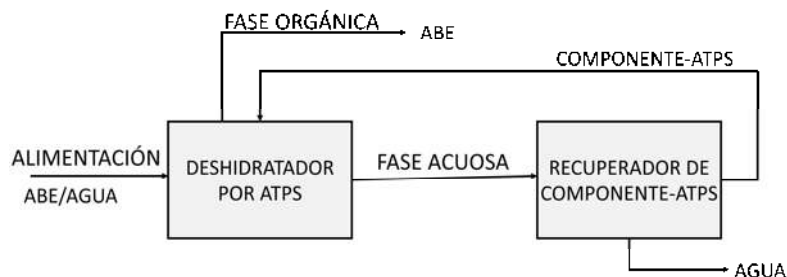 FASE ORGÁNICA
ABE
COMPONENTE-ATPS
ALIMENTACIÓN
ABE/AGUA
DESHIDRATADOR
POR ATPS
FASE ACUOSA
RECUPERADOR DE
COMPONENTE-ATPS
AGUA